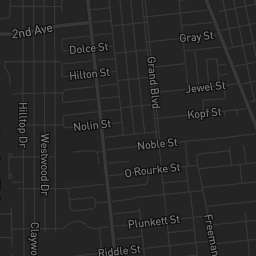 2nd Ave
Gray St
Dolce St
Hilton St
Grand Blvd
Jewel St
Kopf St
Hilltop Dr
Nolin St
Westwood Dr
Noble St
O Rourke St
Plunkett St
Freeman
Claywo
Riddle St